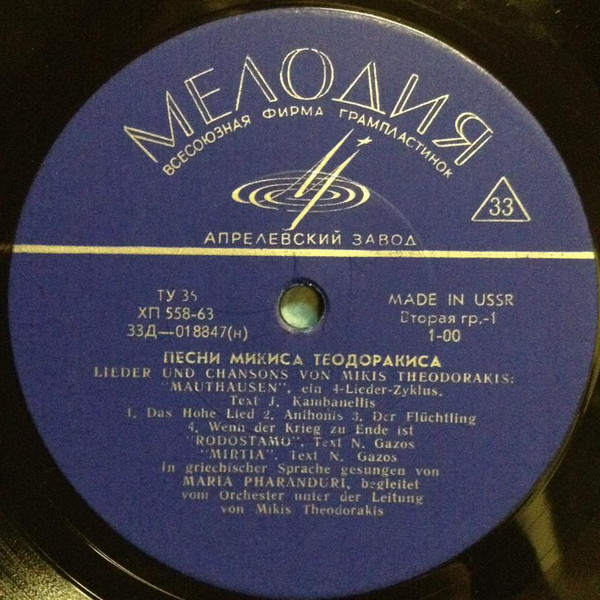 МЕЛОДИЯ
ВСЕСОЮЗНАЯ ФИРМА ГРАМПЛАСТИНОК
33
АПРЕЛЕВСКИЙ ЗАВОД
ТУ 35
ХП 558-63
33Д—018847(н)
MADE IN USSR
Вторая гр.-1
1-00
ПЕСНИ МИКИСА ТЕОДОРАКИСА
LIEDER UND CHANSONS VON MIKIS THEODORAKIS:
"MAUTHAUSEN", ein 4-Lieder-Zyklus.
Text J. Kambanellis
1. Das Hohe Lied 2. Anthonis 3. Der Flüchtling
4. Wenn der Krieg zu Ende ist
"RODOSTAMO", Text N. Gazos
"MIRTIA", Text N. Gazos
In griechischer Sprache gesungen von
MARIA PHARANDURI, begleitet
vom Orchester unter der Leitung
von Mikis Theodorakis